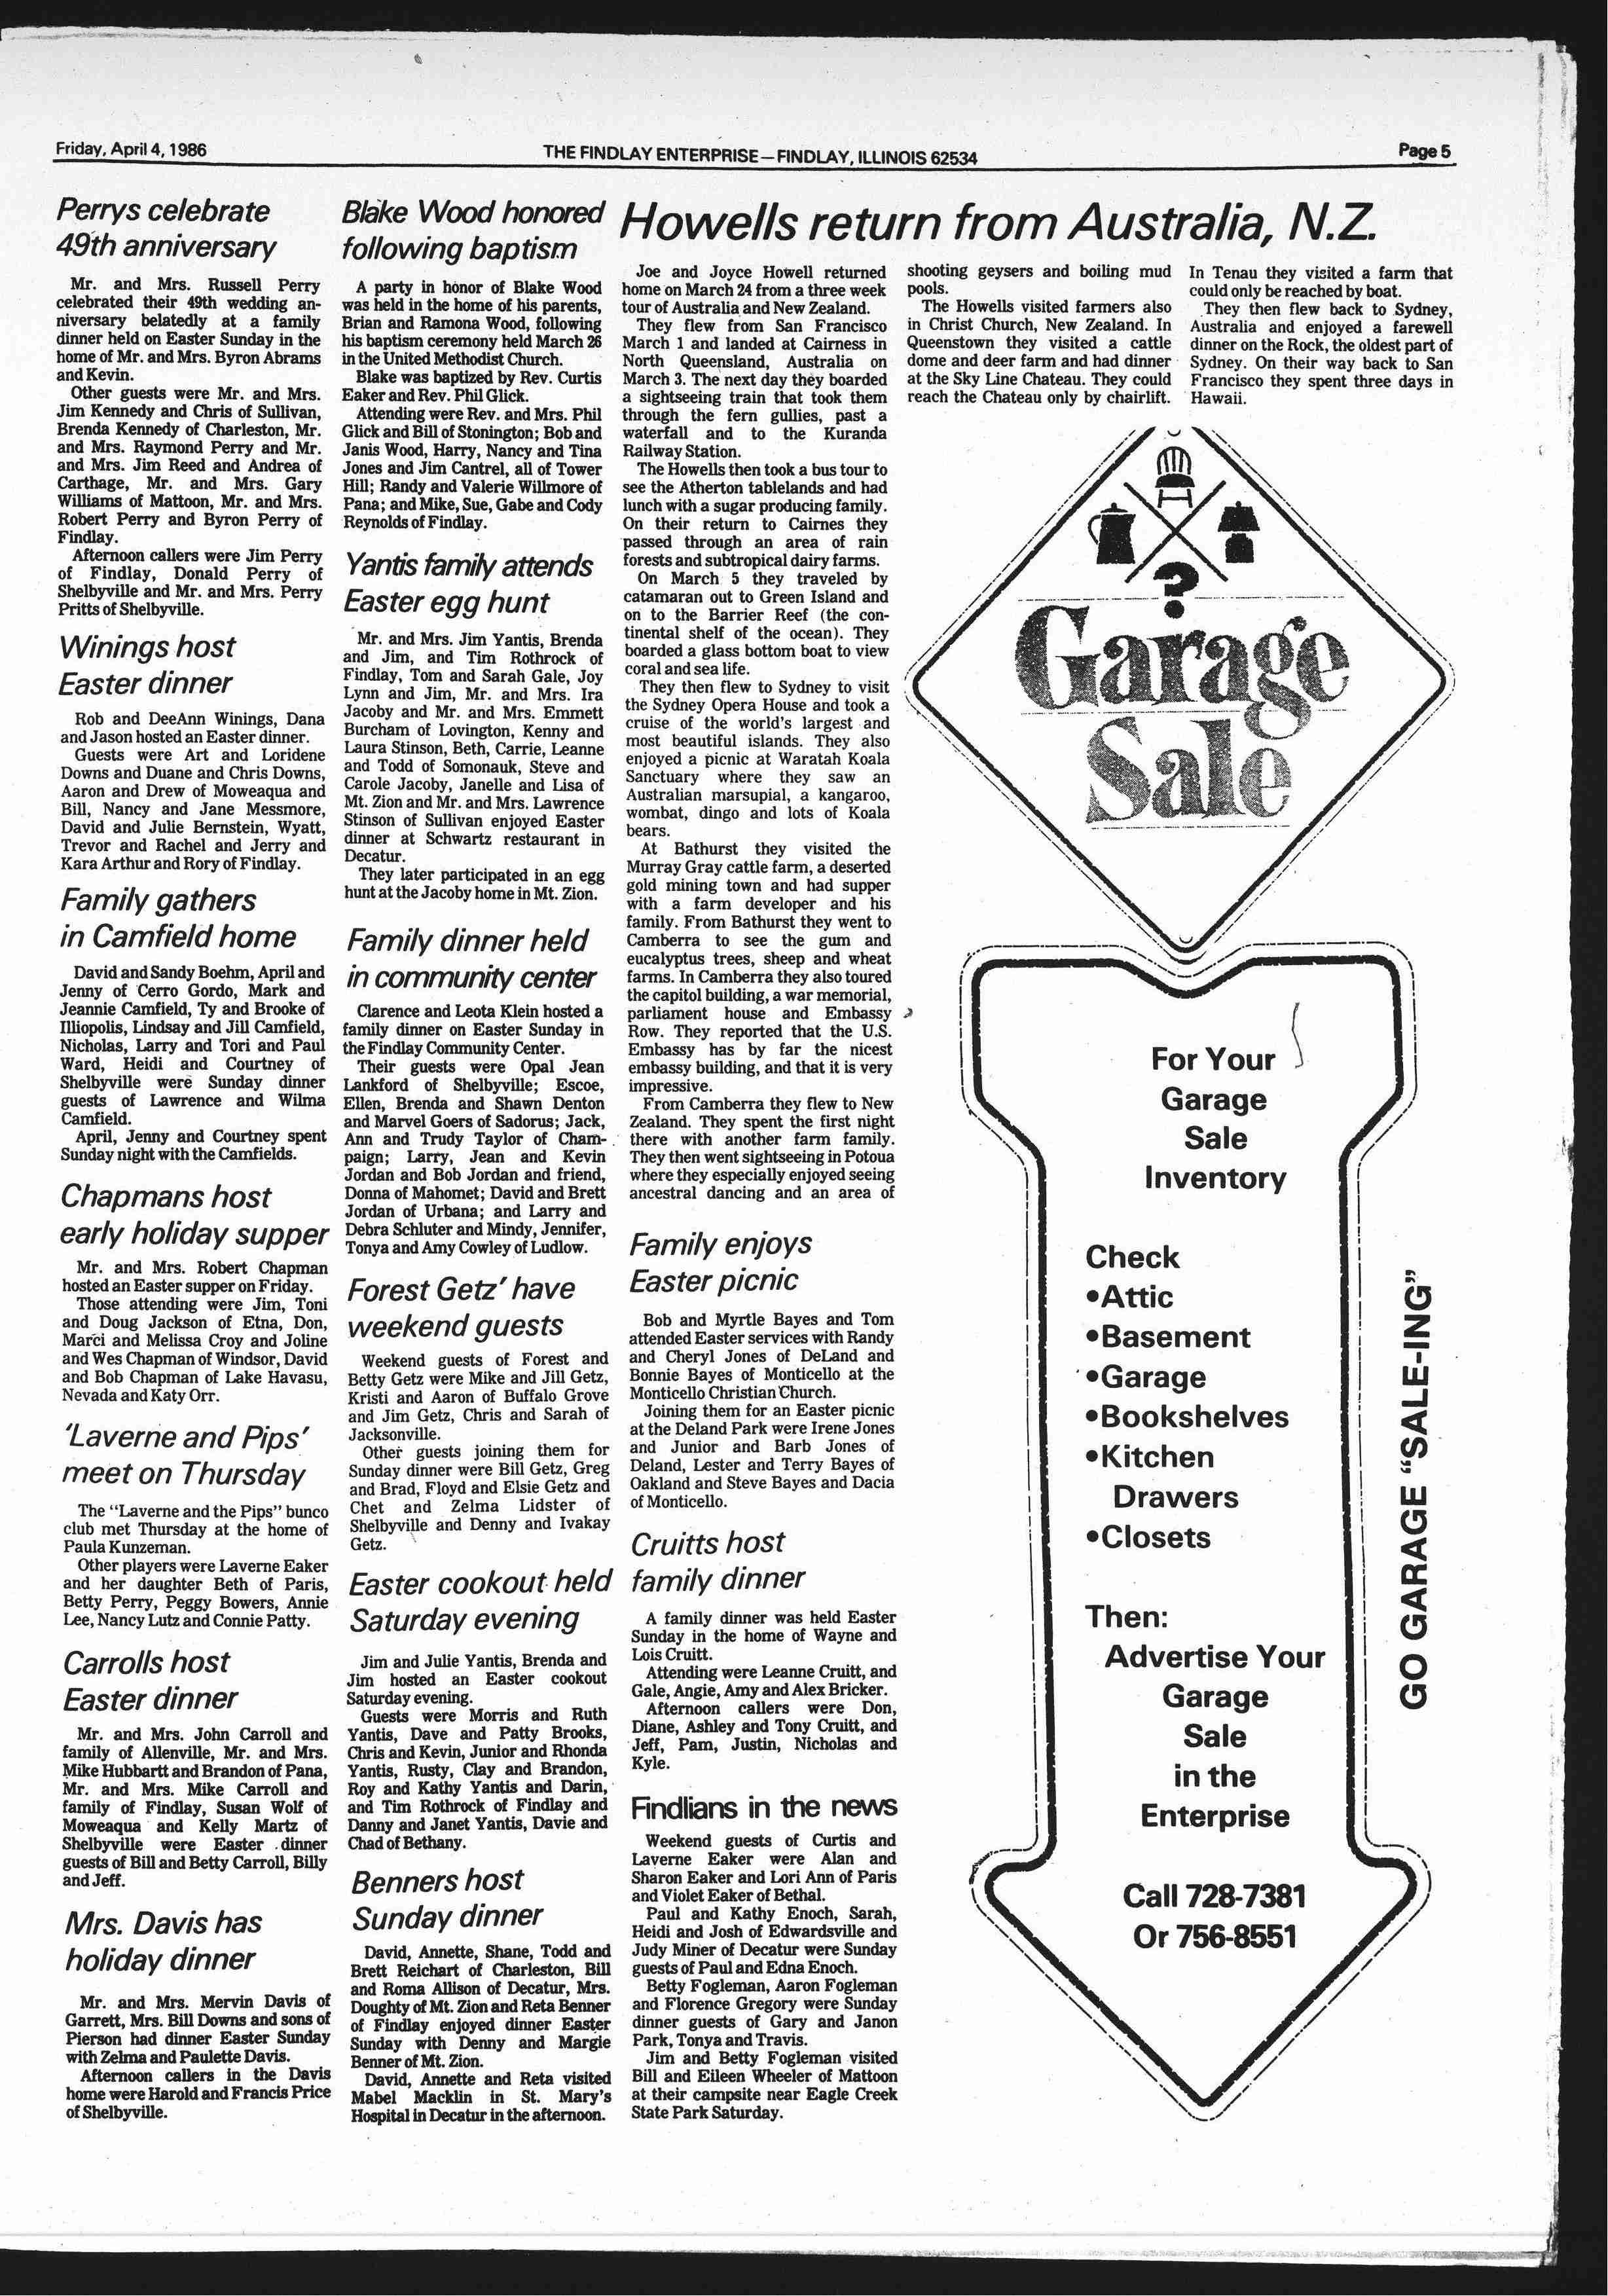 Friday, April 4, 1986
THE FINDLAY ENTERPRISE—FINDLAY, ILLINOIS 62534
Page 5
Perrys celebrate
49th anniversary
Mr. and Mrs. Russell Perry
celebrated their 49th wedding an-
niversary belatedly at a family
dinner held on Easter Sunday in the
home of Mr. and Mrs. Byron Abrams
and Kevin.
Other guests were Mr. and Mrs.
Jim Kennedy and Chris of Sullivan,
Brenda Kennedy of Charleston, Mr.
and Mrs. Raymond Perry and Mr.
and Mrs. Jim Reed and Andrea of
Carthage, Mr. and Mrs. Gary
Williams of Mattoon, Mr. and Mrs.
Robert Perry and Byron Perry of
Findlay.
Afternoon callers were Jim Perry
of Findlay, Donald Perry of
Shelbyville and Mr. and Mrs. Perry
Pritts of Shelbyville.
Winings host
Easter dinner
Rob and DeeAnn Winings, Dana
and Jason hosted an Easter dinner.
Guests were Art and Loridene
Downs and Duane and Chris Downs,
Aaron and Drew of Moweaqua and
Bill, Nancy and Jane Messmore,
David and Julie Bernstein, Wyatt,
Trevor and Rachel and Jerry and
Kara Arthur and Rory of Findlay.
Family gathers
in Camfield home
David and Sandy Boehm, April and
Jenny of Cerro Gordo, Mark and
Jeannie Camfield, Ty and Brooke of
Illiopolis, Lindsay and Jill Camfield,
Nicholas, Larry and Tori and Paul
Ward, Heidi and Courtney of
Shelbyville were Sunday dinner
guests of Lawrence and Wilma
Camfield.
April, Jenny and Courtney spent
Sunday night with the Camfields.
Chapmans host
early holiday supper
Mr. and Mrs. Robert Chapman
hosted an Easter supper on Friday.
Those attending were Jim, Toni
and Doug Jackson of Etna, Don,
Marci and Melissa Croy and Joline
and Wes Chapman of Windsor, David
and Bob Chapman of Lake Havasu,
Nevada and Katy Orr.
'Laverne and Pips'
meet on Thursday
The "Laverne and the Pips" bunco
club met Thursday at the home of
Paula Kunzeman.
Other players were Laverne Eaker
and her daughter Beth of Paris,
Betty Perry, Peggy Bowers, Annie
Lee, Nancy Lutz and Connie Patty.
Carrolls host
Easter dinner
Mr. and Mrs. John Carroll and
family of Allenville, Mr. and Mrs.
Mike Hubbartt and Brandon of Pana,
Mr. and Mrs. Mike Carroll and
family of Findlay, Susan Wolf of
Moweaqua and Kelly Martz of
Shelbyville were Easter dinner
guests of Bill and Betty Carroll, Billy
and Jeff.
Mrs. Davis has
holiday dinner
Mr. and Mrs. Mervin Davis of
Garrett, Mrs. Bill Downs and sons of
Pierson had dinner Easter Sunday
with Zelma and Paulette Davis.
Afternoon callers in the Davis
home were Harold and Francis Price
of Shelbyville.
Blake Wood honored
following baptism
A party in honor of Blake Wood
was held in the home of his parents,
Brian and Ramona Wood, following
his baptism ceremony held March 26
in the United Methodist Church.
Blake was baptized by Rev. Curtis
Eaker and Rev. Phil Glick.
Attending were Rev. and Mrs. Phil
Glick and Bill of Stonington; Bob and
Janis Wood, Harry, Nancy and Tina
Jones and Jim Cantrel, all of Tower
Hill; Randy and Valerie Willmore of
Pana; and Mike, Sue, Gabe and Cody
Reynolds of Findlay.
Yantis family attends
Easter egg hunt
Mr. and Mrs. Jim Yantis, Brenda
and Jim, and Tim Rothrock of
Findlay, Tom and Sarah Gale, Joy
Lynn and Jim, Mr. and Mrs. Ira
Jacoby and Mr. and Mrs. Emmett
Burcham of Lovington, Kenny and
Laura Stinson, Beth, Carrie, Leanne
and Todd of Somonauk, Steve and
Carole Jacoby, Janelle and Lisa of
Mt. Zion and Mr. and Mrs. Lawrence
Stinson of Sullivan enjoyed Easter
dinner at Schwartz restaurant in
Decatur.
They later participated in an egg
hunt at the Jacoby home in Mt. Zion.
Family dinner held
in community center
Clarence and Leota Klein hosted a
family dinner on Easter Sunday in
the Findlay Community Center.
Their guests were Opal Jean
Lankford of Shelbyville; Escoe,
Ellen, Brenda and Shawn Denton
and Marvel Goers of Sadorus; Jack,
Ann and Trudy Taylor of Cham-
paign; Larry, Jean and Kevin
Jordan and Bob Jordan and friend,
Donna of Mahomet; David and Brett
Jordan of Urbana; and Larry and
Debra Schluter and Mindy, Jennifer,
Tonya and Amy Cowley of Ludlow.
Forest Getz' have
weekend guests
Weekend guests of Forest and
Betty Getz were Mike and Jill Getz,
Kristi and Aaron of Buffalo Grove
and Jim Getz, Chris and Sarah of
Jacksonville.
Other guests joining them for
Sunday dinner were Bill Getz, Greg
and Brad, Floyd and Elsie Getz and
Chet and Zelma Lidster of
Shelbyville and Denny and Ivakay
Getz.
Easter cookout held
Saturday evening
Jim and Julie Yantis, Brenda and
Jim hosted an Easter cookout
Saturday evening.
Guests were Morris and Ruth
Yantis, Dave and Patty Brooks,
Chris and Kevin, Junior and Rhonda
Yantis, Rusty, Clay and Brandon,
Roy and Kathy Yantis and Darin,
and Tim Rothrock of Findlay and
Danny and Janet Yantis, Davie and
Chad of Bethany.
Benners host
Sunday dinner
David, Annette, Shane, Todd and
Brett Reichart of Charleston, Bill
and Roma Allison of Decatur, Mrs.
Doughty of Mt. Zion and Reta Benner
of Findlay enjoyed dinner Easter
Sunday with Denny and Margie
Benner of Mt. Zion.
David, Annette and Reta visited
Mabel Macklin in St. Mary's
Hospital in Decatur in the afternoon.
Howells return from Australia, N.Z.
Joe and Joyce Howell returned
home on March 24 from a three week
tour of Australia and New Zealand.
They flew from San Francisco
March 1 and landed at Cairness in
North Queensland, Australia on
March 3. The next day they boarded
a sightseeing train that took them
through the fern gullies, past a
waterfall and to the Kuranda
Railway Station.
The Howells then took a bus tour to
see the Atherton tablelands and had
lunch with a sugar producing family.
On their return to Cairnes they
passed through an area of rain
forests and subtropical dairy farms.
On March 5 they traveled by
catamaran out to Green Island and
on to the Barrier Reef (the con-
tinental shelf of the ocean). They
boarded a glass bottom boat to view
coral and sea life.
They then flew to Sydney to visit
the Sydney Opera House and took a
cruise of the world's largest and
most beautiful islands. They also
enjoyed a picnic at Waratah Koala
Sanctuary where they saw an
Australian marsupial, a kangaroo,
wombat, dingo and lots of Koala
bears.
At Bathurst they visited the
Murray Gray cattle farm, a deserted
gold mining town and had supper
with a farm developer and his
family. From Bathurst they went to
Camberra to see the gum and
eucalyptus trees, sheep and wheat
farms. In Camberra they also toured
the capitol building, a war memorial,
parliament house and Embassy
Row. They reported that the U.S.
Embassy has by far the nicest
embassy building, and that it is very
impressive.
From Camberra they flew to New
Zealand. They spent the first night
there with another farm family.
They then went sightseeing in Potoua
where they especially enjoyed seeing
ancestral dancing and an area of
shooting geysers and boiling mud
pools.
The Howells visited farmers also
in Christ Church, New Zealand. In
Queenstown they visited a cattle
dome and deer farm and had dinner
at the Sky Line Chateau. They could
reach the Chateau only by chairlift.
In Tenau they visited a farm that
could only be reached by boat.
They then flew back to Sydney,
Australia and enjoyed a farewell
dinner on the Rock, the oldest part of
Sydney. On their way back to San
Francisco they spent three days in
Hawaii.
Family enjoys
Easter picnic
Bob and Myrtle Bayes and Tom
attended Easter services with Randy
and Cheryl Jones of DeLand and
Bonnie Bayes of Monticello at the
Monticello Christian Church.
Joining them for an Easter picnic
at the Deland Park were Irene Jones
and Junior and Barb Jones of
Deland, Lester and Terry Bayes of
Oakland and Steve Bayes and Dacia
of Monticello.
Cruitts host
family dinner
A family dinner was held Easter
Sunday in the home of Wayne and
Lois Cruitt.
Attending were Leanne Cruitt, and
Gale, Angie, Amy and Alex Bricker.
Afternoon callers were Don,
Diane, Ashley and Tony Cruitt, and
Jeff, Pam, Justin, Nicholas and
Kyle.
Findlians in the news
Weekend guests of Curtis and
Laverne Eaker were Alan and
Sharon Eaker and Lori Ann of Paris
and Violet Eaker of Bethal.
Paul and Kathy Enoch, Sarah,
Heidi and Josh of Edwardsville and
Judy Miner of Decatur were Sunday
guests of Paul and Edna Enoch.
Betty Fogleman, Aaron Fogleman
and Florence Gregory were Sunday
dinner guests of Gary and Janon
Park, Tonya and Travis.
Jim and Betty Fogleman visited
Bill and Eileen Wheeler of Mattoon
at their campsite near Eagle Creek
State Park Saturday.
?
Garage
Sale
For Your
Garage
Sale
Inventory
Check
•Attic
•Basement
•Garage
•Bookshelves
•Kitchen
Drawers
•Closets
Then:
Advertise Your
Garage
Sale
in the
Enterprise
Call 728-7381
Or 756-8551
GO GARAGE "SALE-ING"